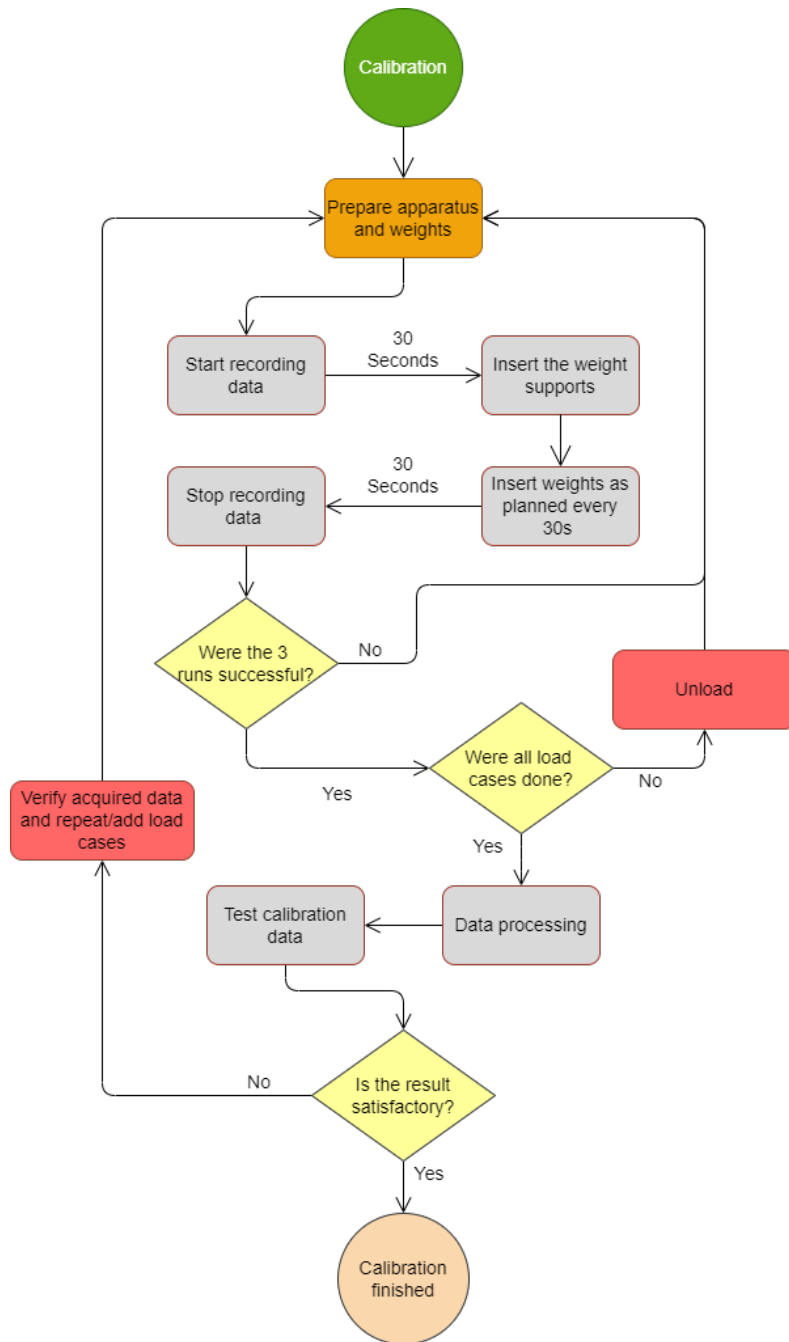 Calibration
Prepare apparatus
and weights
30
Seconds
Start recording
data
Insert the weight
supports
30
Seconds
Stop recording
data
Insert weights as
planned every
30s
Were the 3
runs successful?
No
Unload
Were all load
cases done?
No
Yes
Verify acquired data
and repeat/add load
cases
Yes
Test calibration
data
Data processing
Is the result
satisfactory?
No
Yes
Calibration
finished